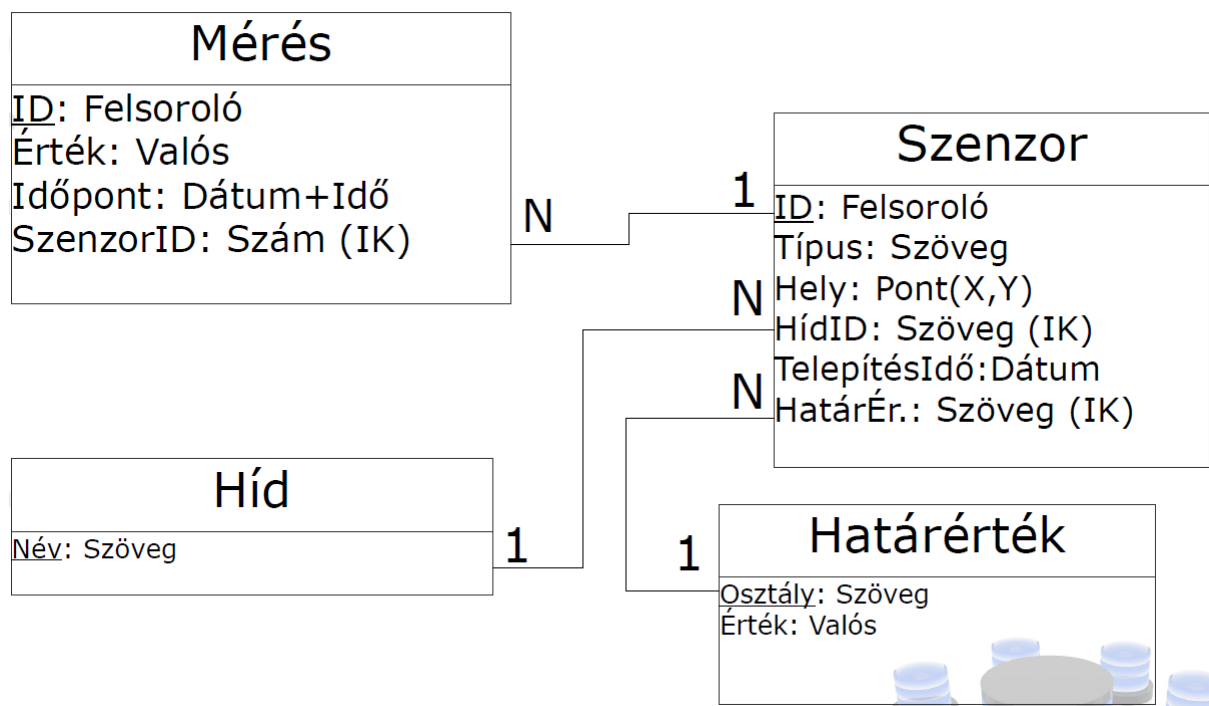 Mérés
ID: Felsoroló
Érték: Valós
Időpont: Dátum+Idő
SzenzorID: Szám (IK)
N
1
Szenzor
ID: Felsoroló
Típus: Szöveg
Hely: Pont(X,Y)
HídID: Szöveg (IK)
TelepítésIdő:Dátum
HatárÉr.: Szöveg (IK)
N
N
Híd
Név: Szöveg
1
1
Határérték
Osztály: Szöveg
Érték: Valós